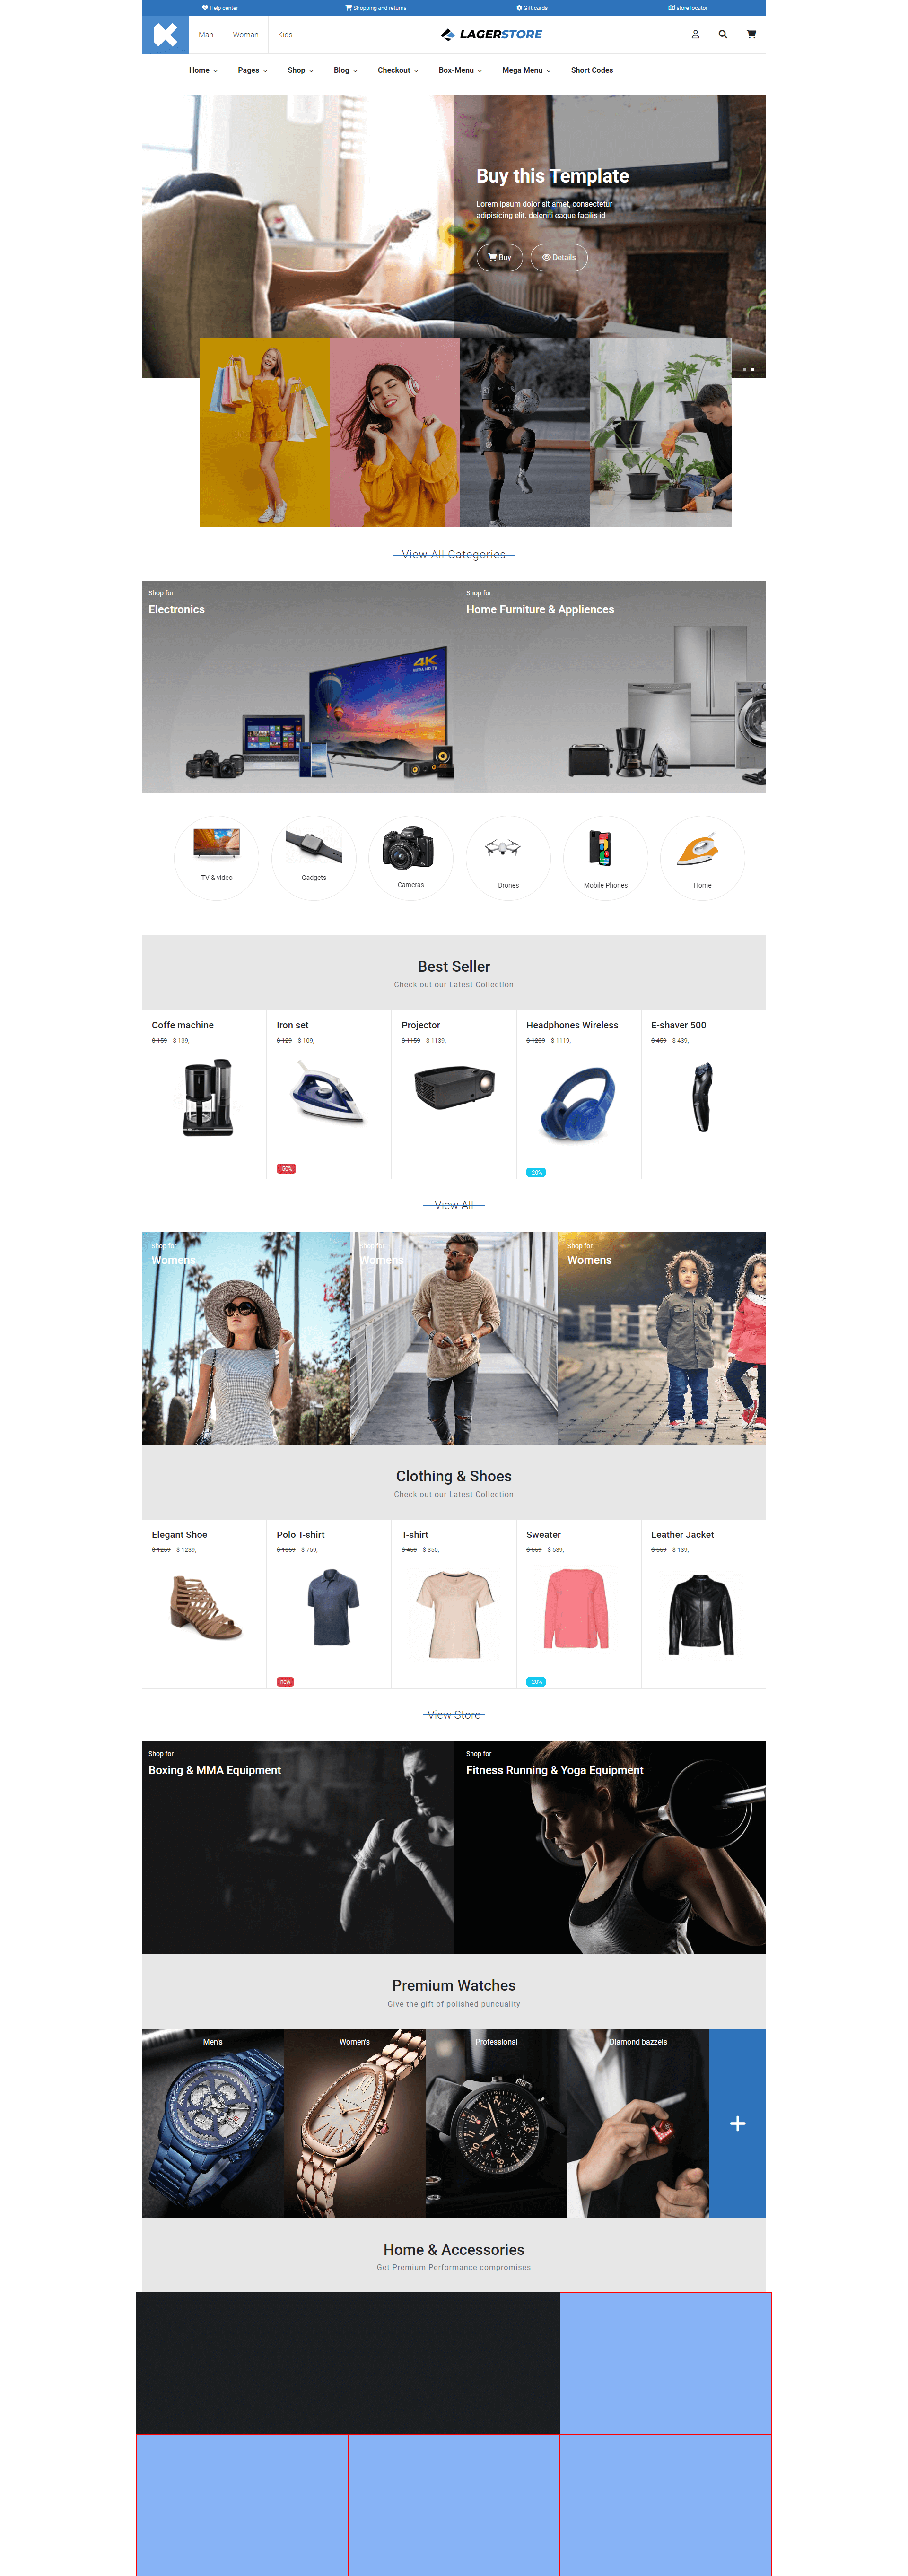 Help center
Shopping and returns
Gift cards
store locator
Man
Woman
Kids
LAGERSTORE
Home
Pages
Shop
Blog
Checkout
Box-Menu
Mega Menu
Short Codes
Buy this Template
Lorem ipsum dolor sit amet, consectetur
adipisicing elit. deleniti eaque facilis id
Buy
Details
View All Categories
Shop for
Electronics
4K
ULTRA HD TV
Shop for
Home Furniture & Appliences
TV & video
Gadgets
Cameras
Drones
Mobile Phones
Home
Best Seller
Check out our Latest Collection
Coffe machine
$ 159 $ 139,-
Iron set
$ 129 $ 109,-
-50%
Projector
$ 1159 $ 1139,-
Headphones Wireless
$ 1239 $ 1119,-
-20%
E-shaver 500
$ 459 $ 439,-
View All
Shop for
Womens
Shop for
Womens
Shop for
Womens
Clothing & Shoes
Check out our Latest Collection
Elegant Shoe
$ 1259 $ 1239,-
Polo T-shirt
$ 1059 $ 759,-
new
T-shirt
$ 450 $ 350,-
Sweater
$ 559 $ 539,-
-20%
Leather Jacket
$ 559 $ 139,-
View Store
Shop for
Boxing & MMA Equipment
Shop for
Fitness Running & Yoga Equipment
Premium Watches
Give the gift of polished puncuality
Men's
Women's
Professional
Diamond bazzels
Home & Accessories
Get Premium Performance compromises